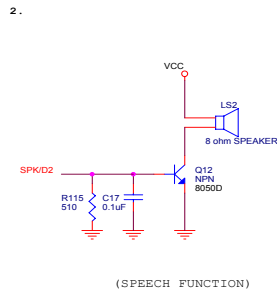 2.
VCC
LS2
8 ohm SPEAKER
SPK/D2
Q12
NPN
8050D
R115
510
C17
0.1uF
(SPEECH FUNCTION)